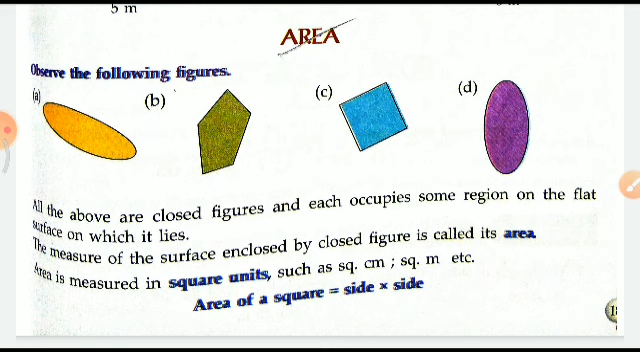 5 m
AREA
Observe the following figures.
(a) (b) (c) (d)
All the above are closed figures and each occupies some region on the flat
surface on which it lies.
The measure of the surface enclosed by closed figure is called its area
Area is measured in square units, such as sq. cm ; sq. m etc.
Area of a square = side × side